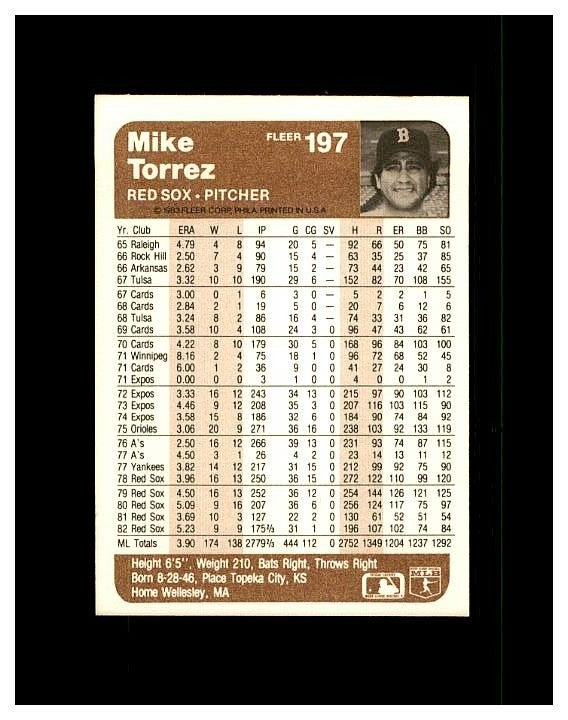 Mike
Torrez
FLEER 197
B
RED SOX • PITCHER
© 1983 FLEER CORP. PHILA. PRINTED IN U.S.A
Yr. Club ERA W L IP G CG SV H R ER BB SO
65 Raleigh 4.79 4 8 94 20 5 — 92 66 50 75 81
66 Rock Hill 2.50 7 4 90 15 4 — 63 35 25 37 85
66 Arkansas 2.62 3 9 79 15 2 — 73 44 23 42 65
67 Tulsa 3.32 10 10 190 29 6 — 152 82 70 108 155
67 Cards 3.00 0 1 6 3 0 — 5 2 2 1 5
68 Cards 2.84 2 1 19 5 0 — 20 7 6 12 6
68 Tulsa 3.24 8 2 86 16 4 — 74 33 31 36 82
69 Cards 3.58 10 4 108 24 3 0 96 47 43 62 61
70 Cards 4.22 8 10 179 30 5 0 168 96 84 103 100
71 Winnipeg 8.16 2 4 75 18 1 0 96 72 68 52 45
71 Cards 6.00 1 2 36 9 0 0 41 27 24 30 8
71 Expos 0.00 0 0 3 1 0 0 4 0 0 1 2
72 Expos 3.33 16 12 243 34 13 0 215 97 90 103 112
73 Expos 4.46 9 12 208 35 3 0 207 116 103 115 90
74 Expos 3.58 15 8 186 32 6 0 184 90 74 84 92
75 Orioles 3.06 20 9 271 36 16 0 238 103 92 133 119
76 A's 2.50 16 12 266 39 13 0 231 93 74 87 115
77 A's 4.50 3 1 26 4 2 0 23 14 13 11 12
77 Yankees 3.82 14 12 217 31 15 0 212 99 92 75 90
78 Red Sox 3.96 16 13 250 36 15 0 272 122 110 99 120
79 Red Sox 4.50 16 13 252 36 12 0 254 144 126 121 125
80 Red Sox 5.09 9 16 207 36 6 0 256 124 117 75 97
81 Red Sox 3.69 10 3 127 22 2 0 130 61 52 51 54
82 Red Sox 5.23 9 9 175⅔ 31 1 0 196 107 102 74 84
ML Totals 3.90 174 138 2779⅔ 444 112 0 2752 1349 1204 1237 1292
Height 6'5", Weight 210, Bats Right, Throws Right
Born 8-28-46, Place Topeka City, KS
Home Wellesley, MA
MLB